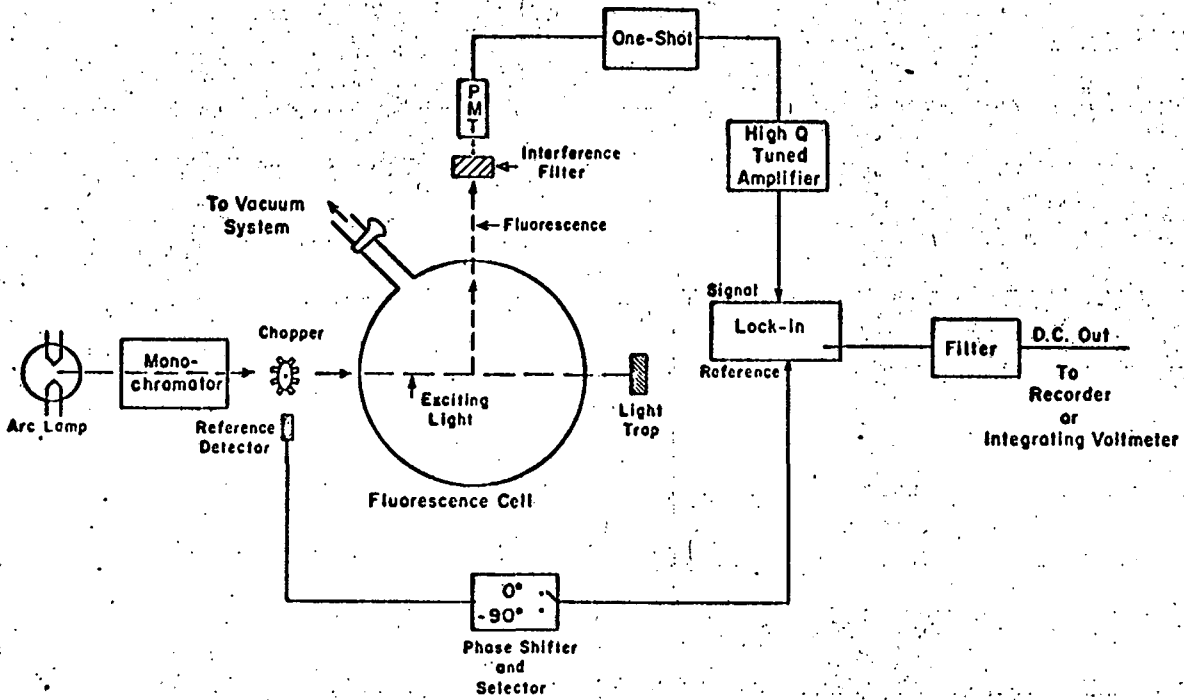 One-Shot
P
M
T
High Q
Tuned
Amplifier
Interference
Filter
To Vacuum
System
Fluorescence
Signal
Lock-in
Reference
Filter
D.C. Out
To
Recorder
or
Integrating Voltmeter
Chopper
Mono-
chromator
Arc Lamp
Reference
Detector
Exciting
Light
Light
Trap
Fluorescence Cell
0°
-90°
Phase Shifter
and
Selector